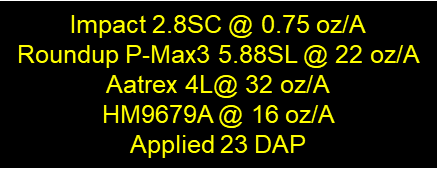 Impact 2.8SC @ 0.75 oz/A
Roundup P-Max3 5.88SL @ 22 oz/A
Aatrex 4L@ 32 oz/A
HM9679A @ 16 oz/A
Applied 23 DAP